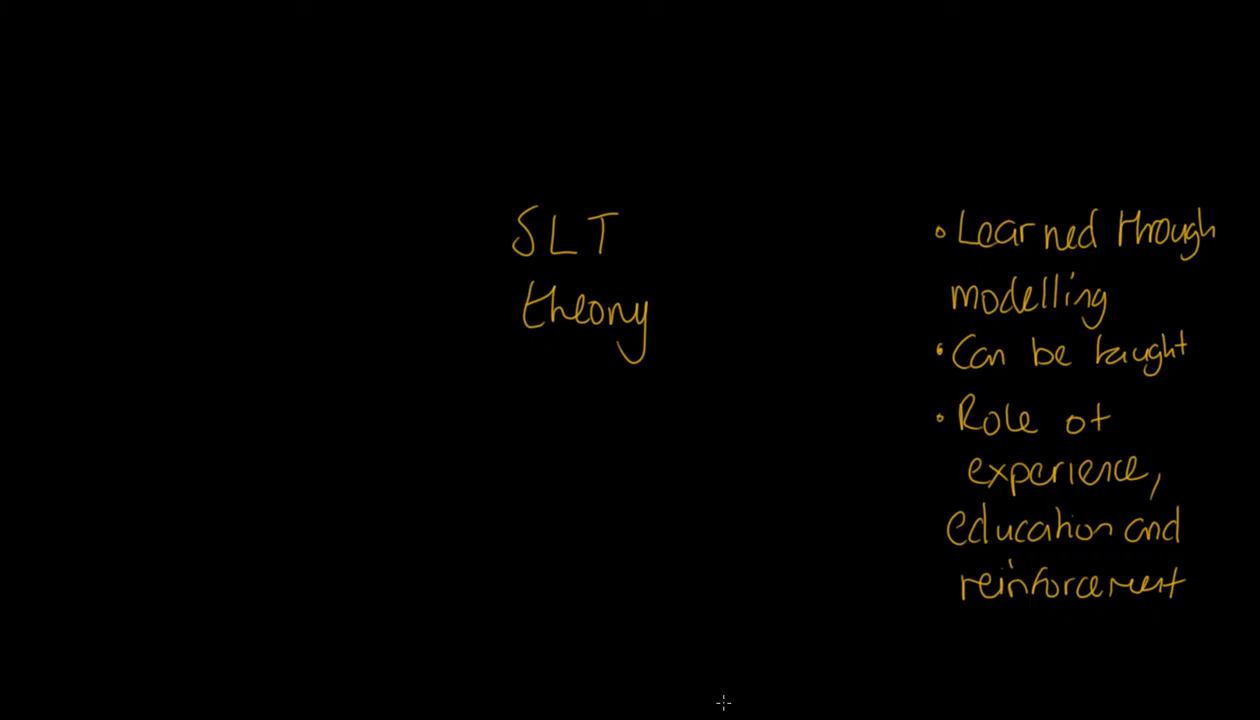 SLT
theory
• Learned through
modelling
• Can be taught
• Role of
experience,
education and
reinforcement